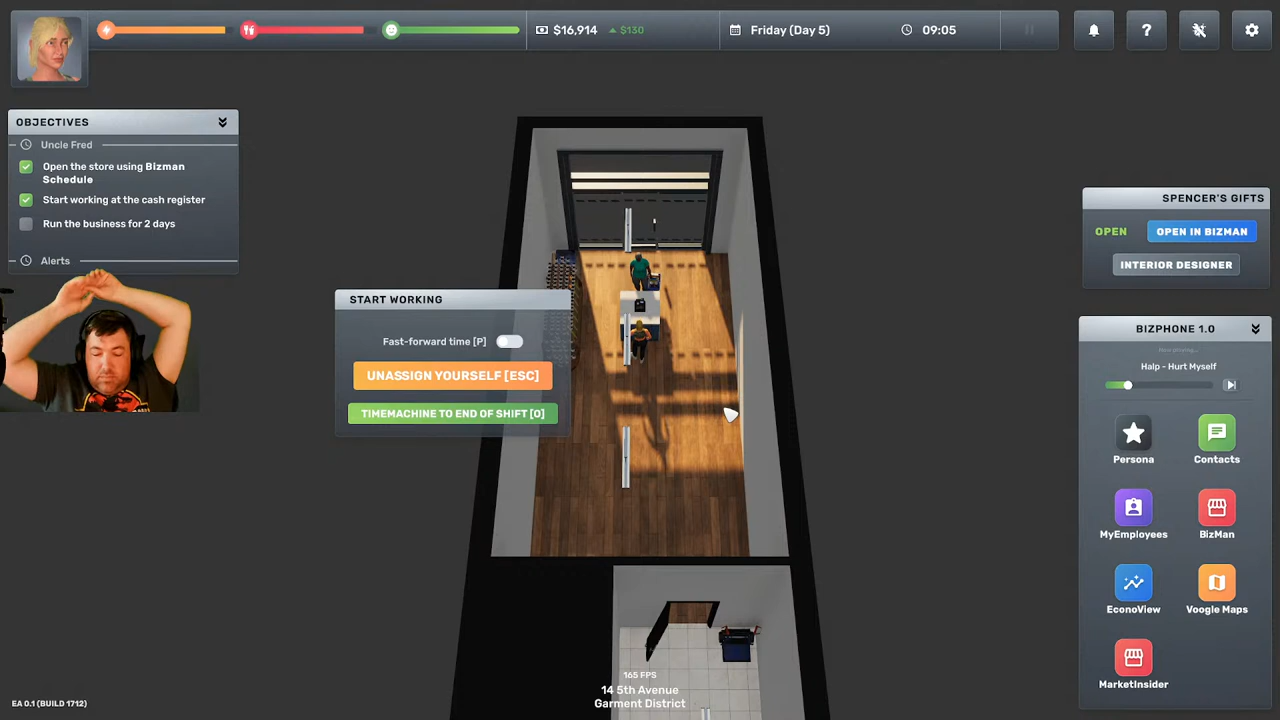 $16,914
$130
Friday (Day 5)
09:05
?
OBJECTIVES
Uncle Fred
Open the store using Bizman
Schedule
Start working at the cash register
Run the business for 2 days
Alerts
START WORKING
Fast-forward time [P]
UNASSIGN YOURSELF [ESC]
TIMEMACHINE TO END OF SHIFT [O]
SPENCER'S GIFTS
OPEN
OPEN IN BIZMAN
INTERIOR DESIGNER
BIZPHONE 1.0
Now playing...
Halp - Hurt Myself
Persona
Contacts
MyEmployees
BizMan
EconoView
Voogle Maps
MarketInsider
165 FPS
14 5th Avenue
Garment District
EA 0.1 (BUILD 1712)